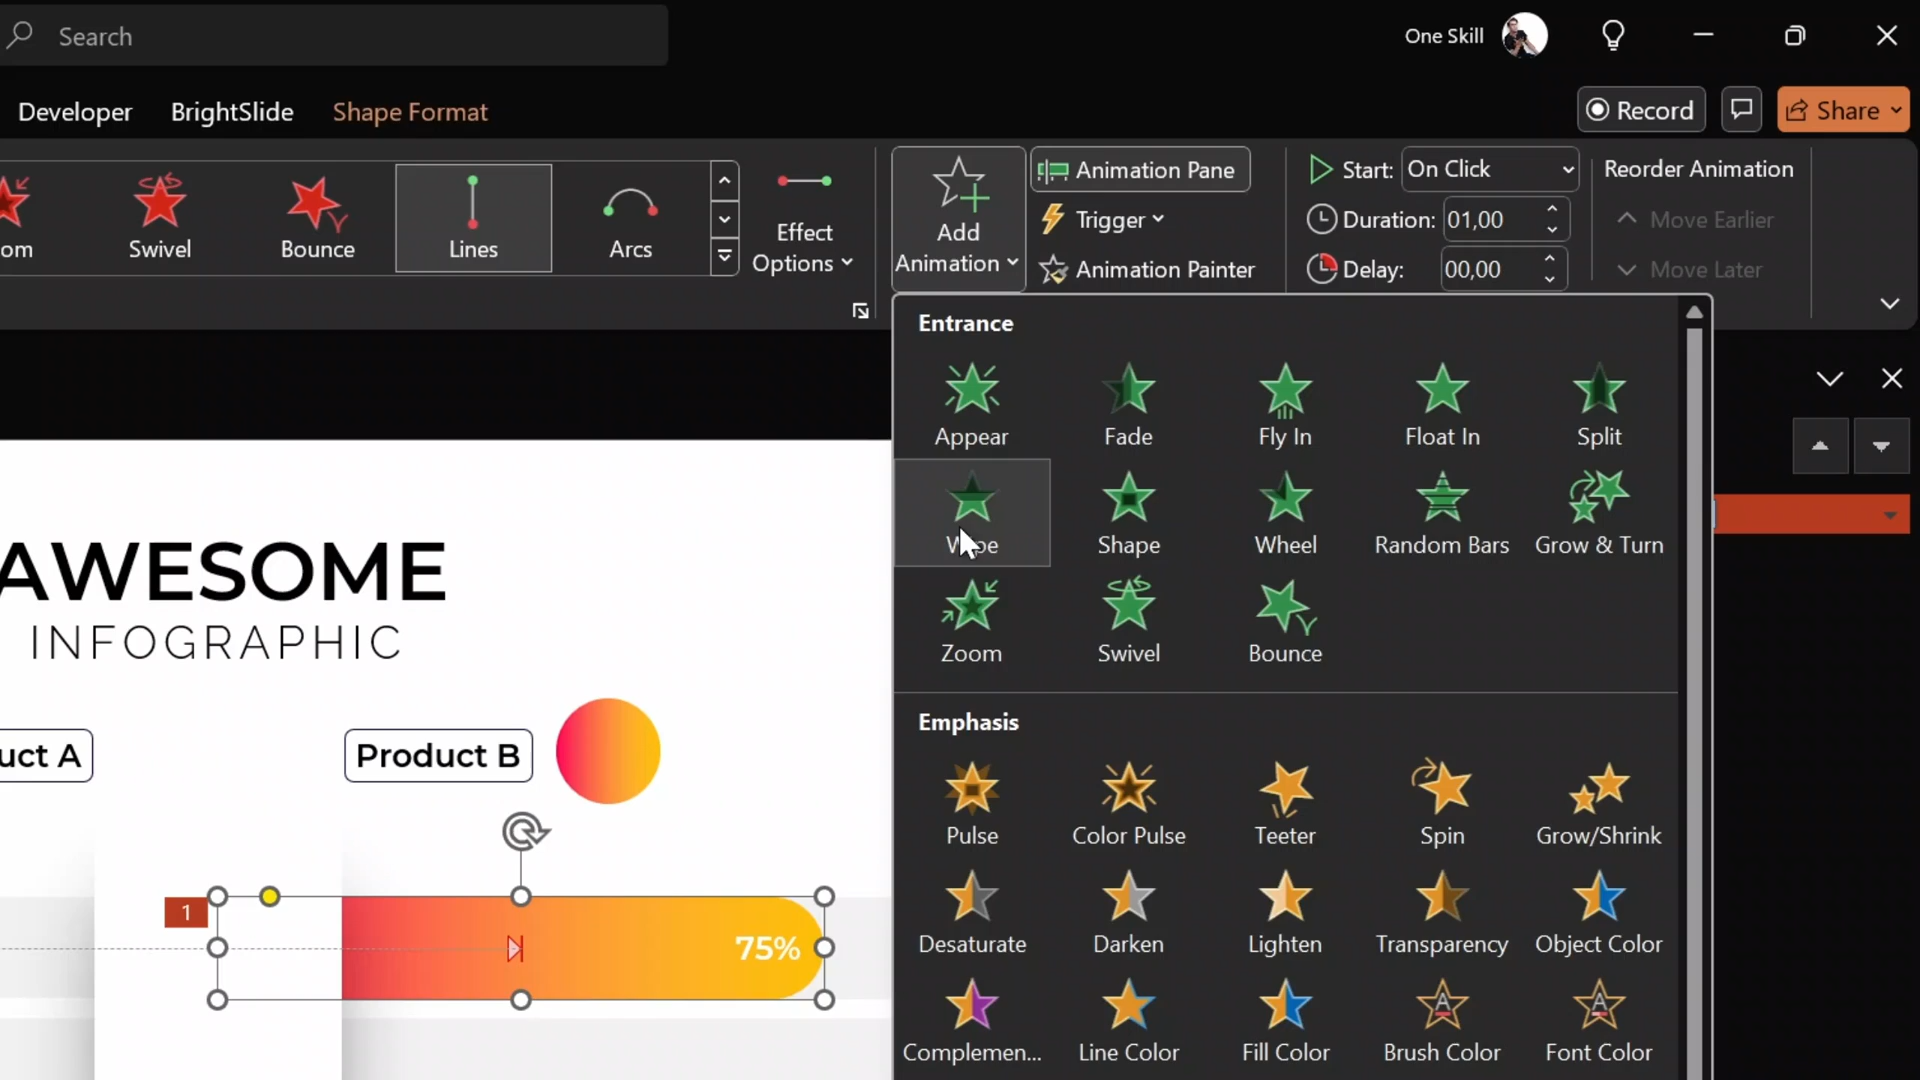 Search
One Skill
Developer
BrightSlide
Shape Format
Record
Share
om
Swivel
Bounce
Lines
Arcs
Effect
Options
Add
Animation
Animation Pane
Trigger
Animation Painter
Start: On Click
Duration: 01,00
Delay: 00,00
Reorder Animation
Move Earlier
Move Later
Entrance
Appear
Fade
Fly In
Float In
Split
Wipe
Shape
Wheel
Random Bars
Grow & Turn
Zoom
Swivel
Bounce
Emphasis
Pulse
Color Pulse
Teeter
Spin
Grow/Shrink
Desaturate
Darken
Lighten
Transparency
Object Color
Complemen...
Line Color
Fill Color
Brush Color
Font Color
AWESOME
INFOGRAPHIC
uct A
Product B
1
75%